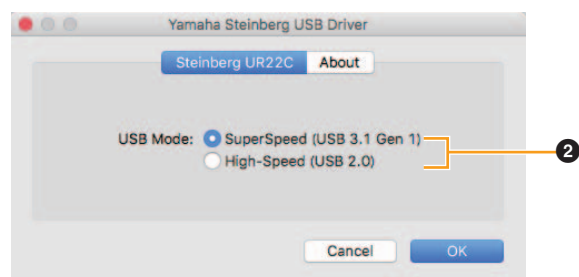 Yamaha Steinberg USB Driver
Steinberg UR22C About
USB Mode: SuperSpeed (USB 3.1 Gen 1)
High-Speed (USB 2.0)
2
Cancel OK